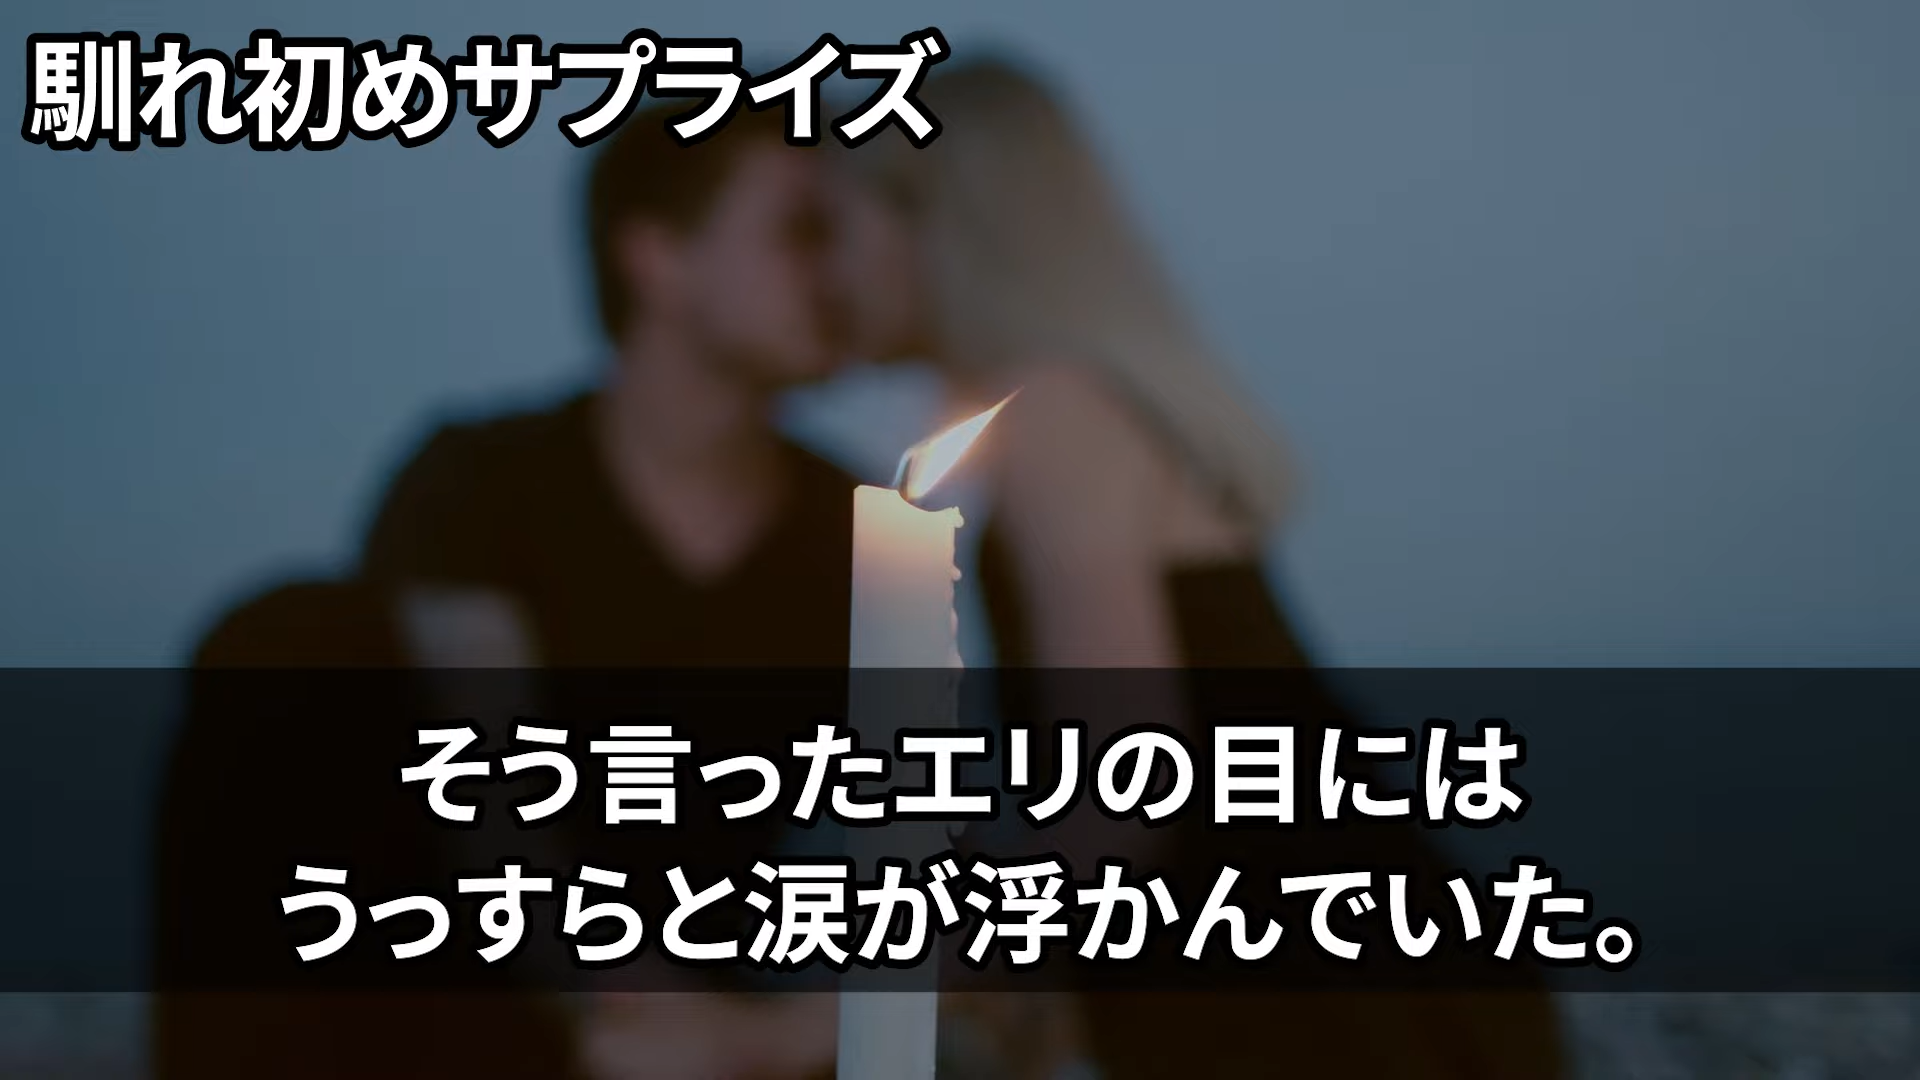 馴れ初めサプライズ
そう言ったエリの目には
うっすらと涙が浮かんでいた。